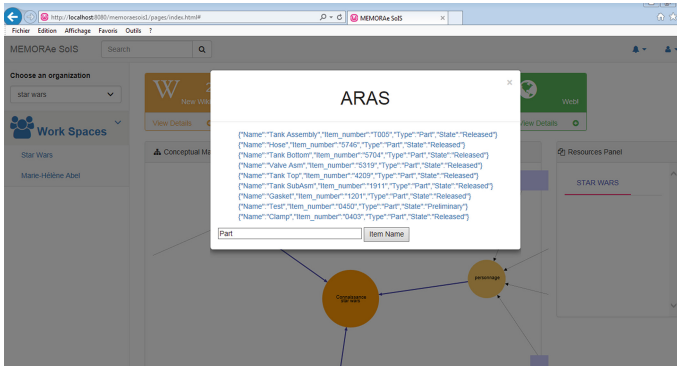 http://localhost:8080/memoraesois1/pages/index.html#
MEMORAe SoIS
Fichier Edition Affichage Favoris Outils ?
MEMORAe SoIS
Search
Choose an organization
star wars
Work Spaces
Star Wars
Marie-Hélène Abel
W
New Wiki
View Details
Web!
View Details
Conceptual Ma
Resources Panel
STAR WARS
ARAS
×
{"Name":"Tank Assembly","Item_number":"T005","Type":"Part","State":"Released"}
{"Name":"Hose","Item_number":"5746","Type":"Part","State":"Released"}
{"Name":"Tank Bottom","Item_number":"5704","Type":"Part","State":"Released"}
{"Name":"Valve Asm","Item_number":"5319","Type":"Part","State":"Released"}
{"Name":"Tank Top","Item_number":"4209","Type":"Part","State":"Released"}
{"Name":"Tank SubAsm","Item_number":"1911","Type":"Part","State":"Released"}
{"Name":"Gasket","Item_number":"1201","Type":"Part","State":"Released"}
{"Name":"Test","Item_number":"0450","Type":"Part","State":"Preliminary"}
{"Name":"Clamp","Item_number":"0403","Type":"Part","State":"Released"}
Part
Item Name
personnage
Connaissance
star wars